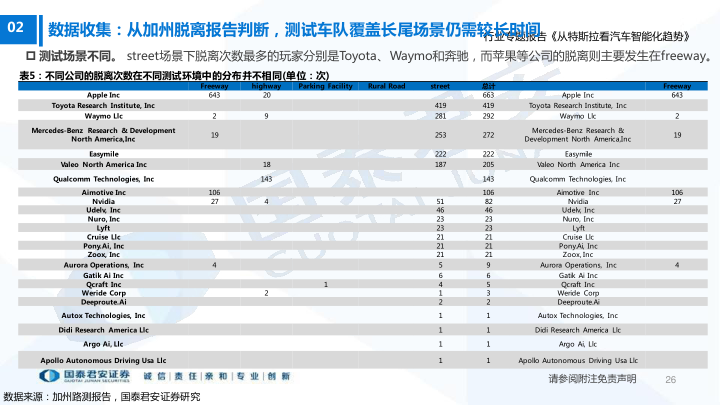 02
数据收集：从加州脱离报告判断，测试车队覆盖长尾场景仍需较长时间
行业专题报告《从特斯拉看汽车智能化趋势》
测试场景不同。 street场景下脱离次数最多的玩家分别是Toyota、Waymo和奔驰，而苹果等公司的脱离则主要发生在freeway。
表5：不同公司的脱离次数在不同测试环境中的分布并不相同(单位：次)
Freeway highway Parking Facility Rural Road street 总计 Freeway
Apple Inc 643 20 663 Apple Inc 643
Toyota Research Institute, Inc 419 419 Toyota Research Institute, Inc
Waymo Llc 2 9 281 292 Waymo Llc 2
Mercedes-Benz Research & Development North America,Inc 19 253 272 Mercedes-Benz Research & Development North America,Inc 19
Easymile 222 222 Easymile
Valeo North America Inc 18 187 205 Valeo North America Inc
Qualcomm Technologies, Inc 143 143 Qualcomm Technologies, Inc
Aimotive Inc 106 106 Aimotive Inc 106
Nvidia 27 4 51 82 Nvidia 27
Udelv, Inc 46 46 Udelv, Inc
Nuro, Inc 23 23 Nuro, Inc
Lyft 23 23 Lyft
Cruise Llc 21 21 Cruise Llc
Pony.Ai, Inc 21 21 Pony.Ai, Inc
Zoox, Inc 21 21 Zoox, Inc
Aurora Operations, Inc 4 5 9 Aurora Operations, Inc 4
Gatik Ai Inc 6 6 Gatik Ai Inc
Qcraft Inc 1 4 5 Qcraft Inc
Weride Corp 2 1 3 Weride Corp
Deeproute.Ai 2 2 Deeproute.Ai
Autox Technologies, Inc 1 1 Autox Technologies, Inc
Didi Research America Llc 1 1 Didi Research America Llc
Argo Ai, Llc 1 1 Argo Ai, Llc
Apollo Autonomous Driving Usa Llc 1 1 Apollo Autonomous Driving Usa Llc
国泰君安证券
GUOTAI JUNAN SECURITIES
诚信|责任|亲和|专业|创新
请参阅附注免责声明 26
数据来源：加州路测报告，国泰君安证券研究